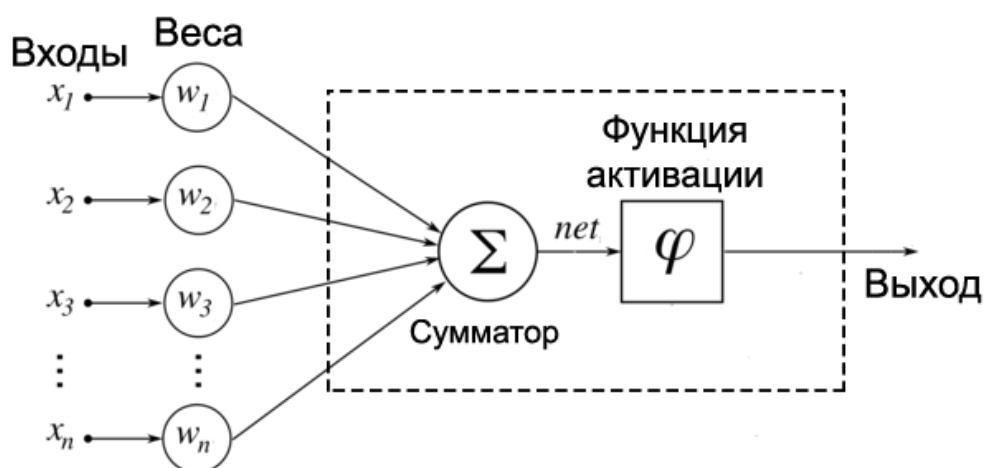 Входы
Веса
x1
w1
x2
w2
x3
w3
⋮
⋮
xn
wn
Σ
Сумматор
net
Функция
активации
φ
Выход